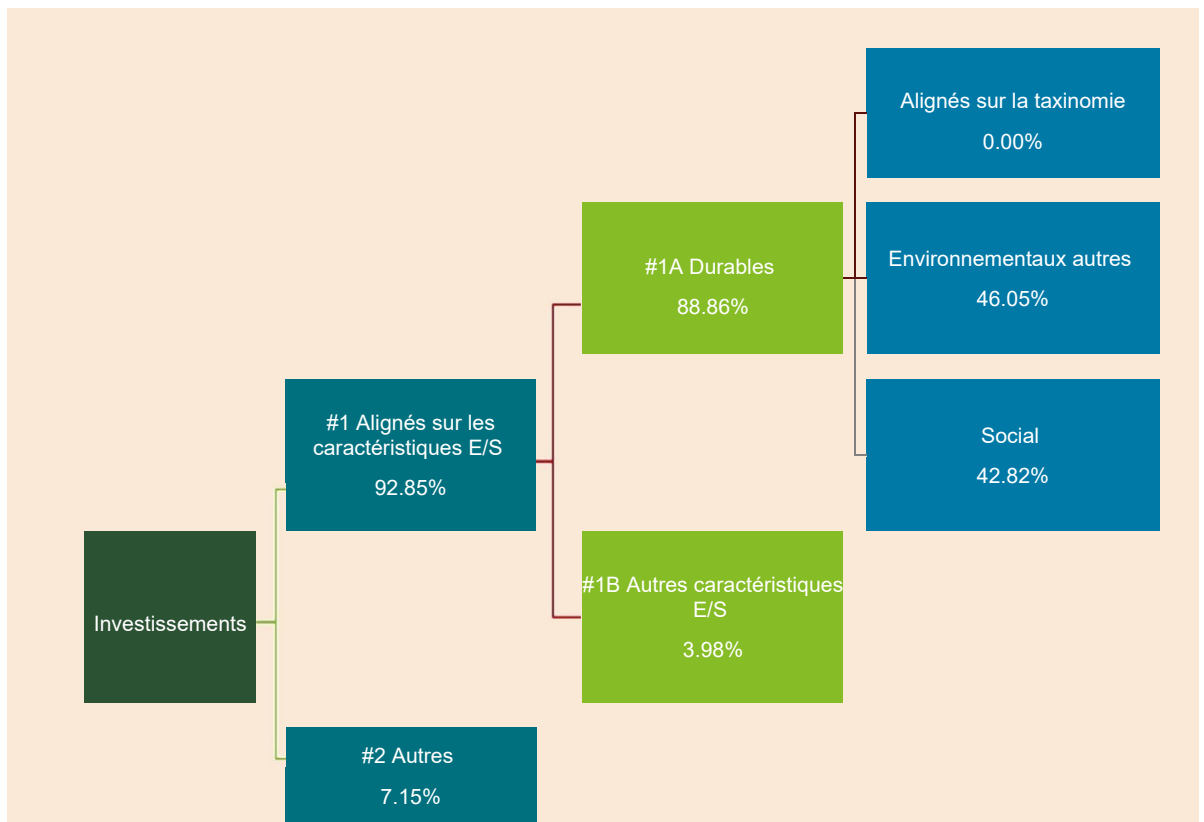 Alignés sur la taxinomie
0.00%
#1A Durables
88.86%
Environnementaux autres
46.05%
#1 Alignés sur les
caractéristiques E/S
92.85%
Social
42.82%
Investissements
#1B Autres caractéristiques
E/S
3.98%
#2 Autres
7.15%